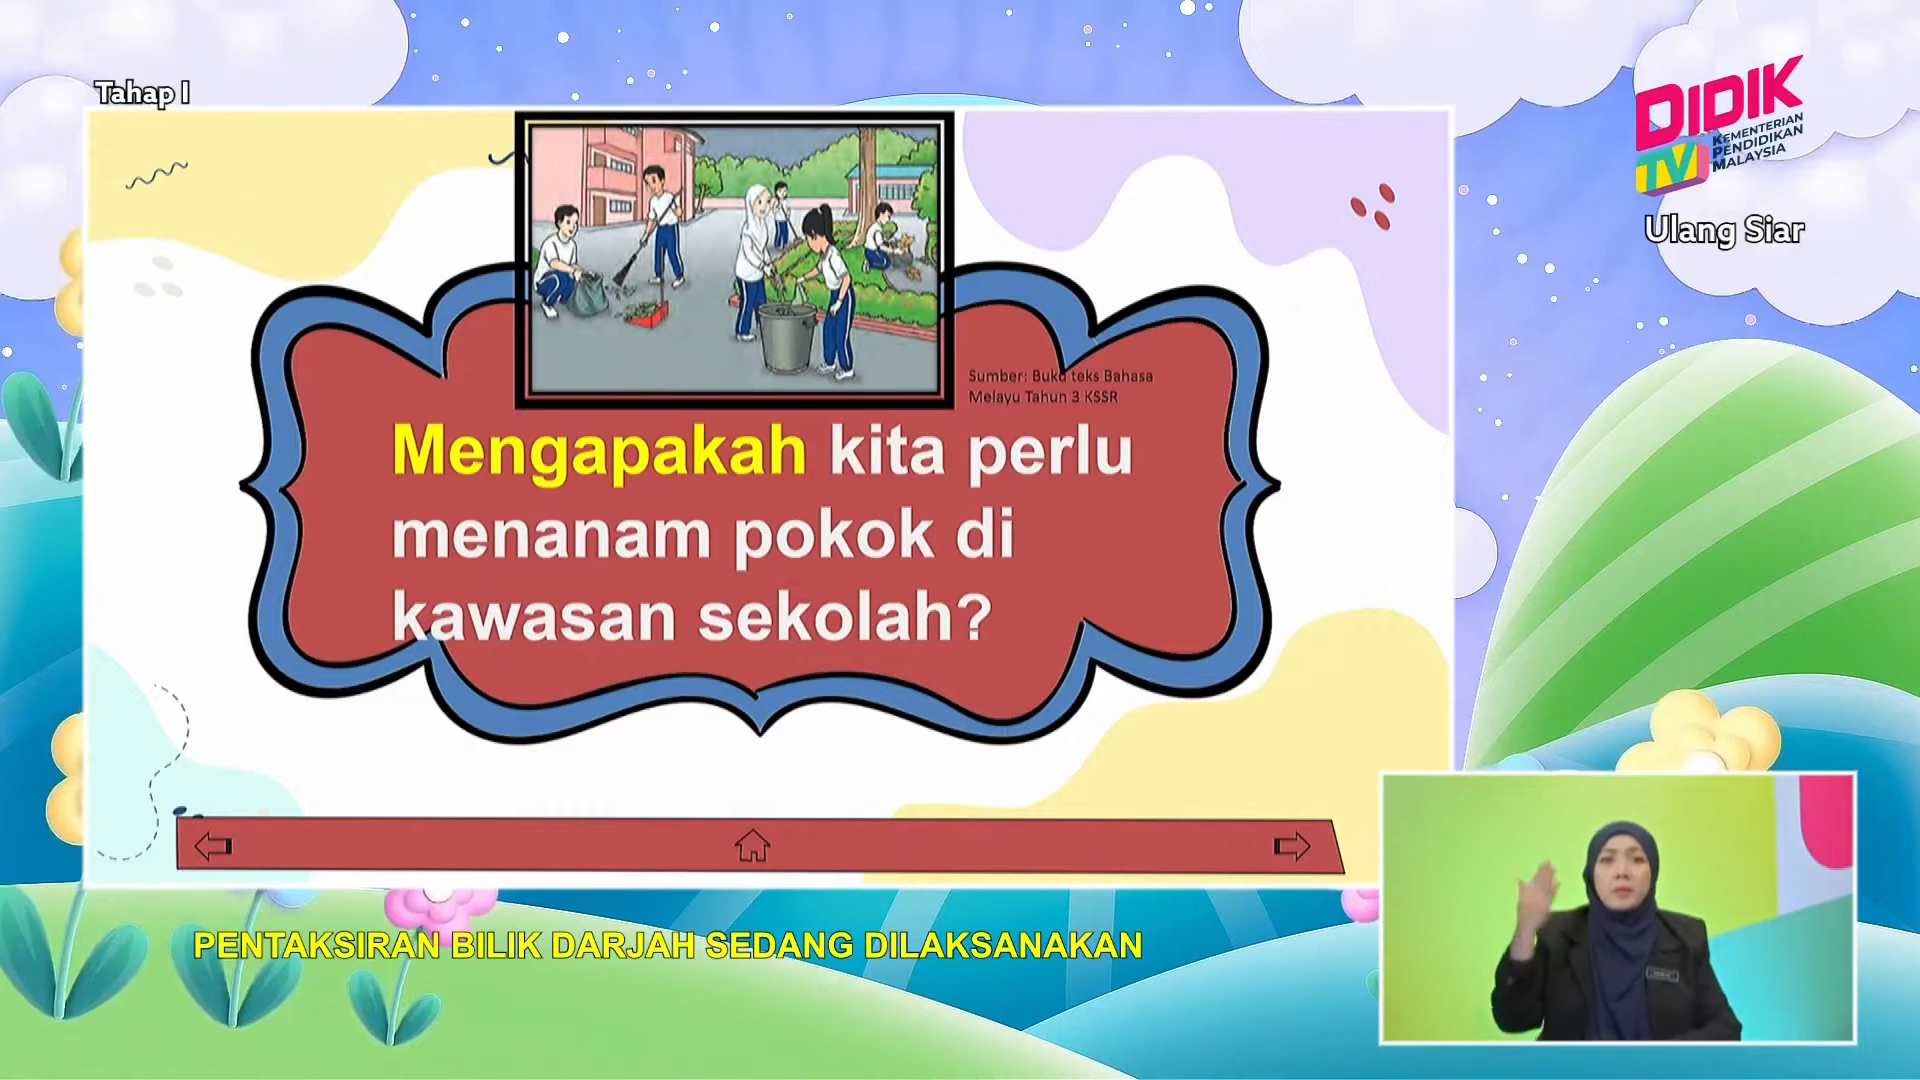 Tahap I
DIDIK
TV
KEMENTERIAN
PENDIDIKAN
MALAYSIA
Ulang Siar
Sumber: Buku teks Bahasa
Melayu Tahun 3 KSSR
Mengapakah kita perlu
menanam pokok di
kawasan sekolah?
PENTAKSIRAN BILIK DARJAH SEDANG DILAKSANAKAN